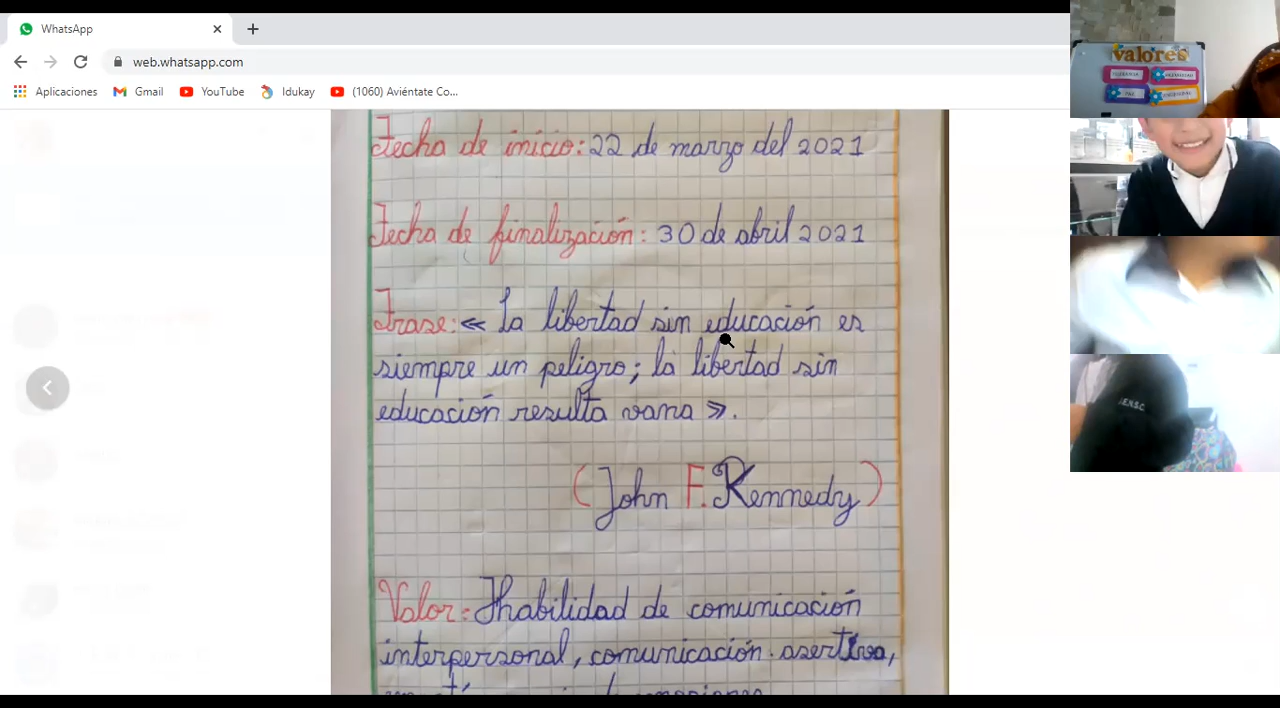 WhatsApp
web.whatsapp.com
Aplicaciones
Gmail
YouTube
Idukay
(1060) Aviéntate Co...
Fecha de inicio: 22 de marzo del 2021
Fecha de finalización: 30 de abril 2021
Frase: « La libertad sin educación es
siempre un peligro; la libertad sin
educación resulta vana ».
(John F. Kennedy)
Valor: Habilidad de comunicación
interpersonal, comunicación asertiva,
valores